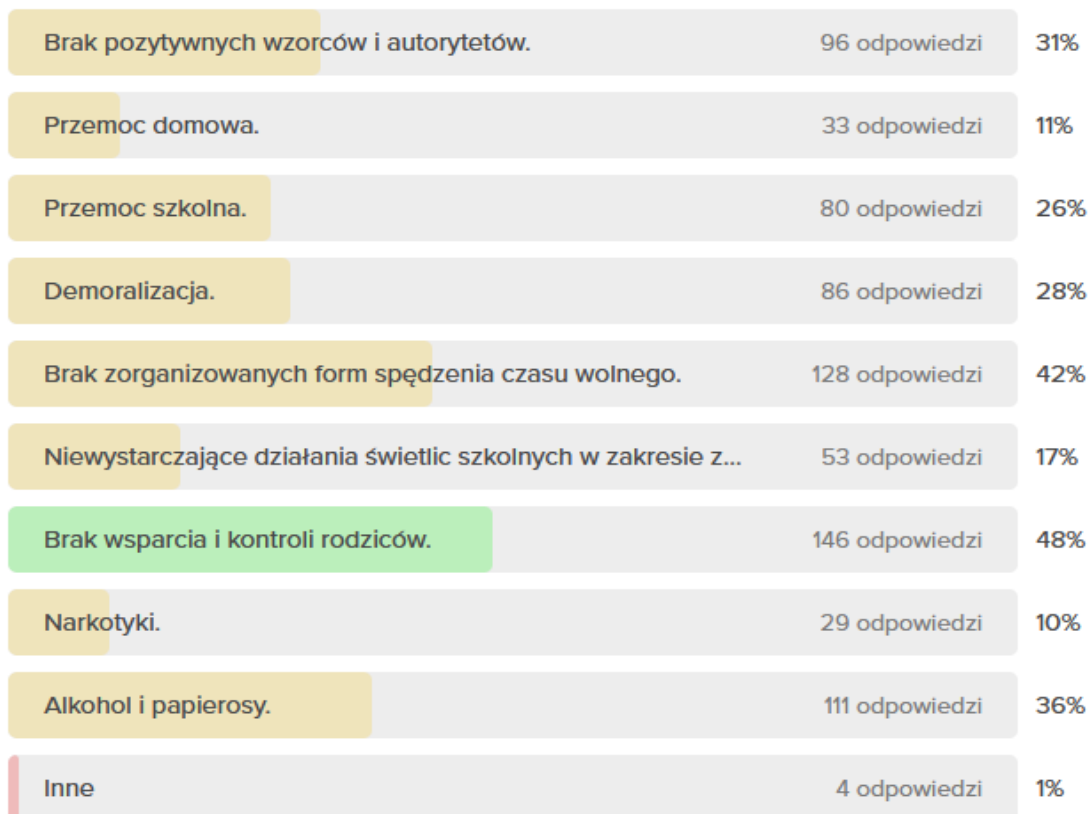 Brak pozytywnych wzorców i autorytetów. 96 odpowiedzi 31%
Przemoc domowa. 33 odpowiedzi 11%
Przemoc szkolna. 80 odpowiedzi 26%
Demoralizacja. 86 odpowiedzi 28%
Brak zorganizowanych form spędzenia czasu wolnego. 128 odpowiedzi 42%
Niewystarczające działania świetlic szkolnych w zakresie z... 53 odpowiedzi 17%
Brak wsparcia i kontroli rodziców. 146 odpowiedzi 48%
Narkotyki. 29 odpowiedzi 10%
Alkohol i papierosy. 111 odpowiedzi 36%
Inne 4 odpowiedzi 1%